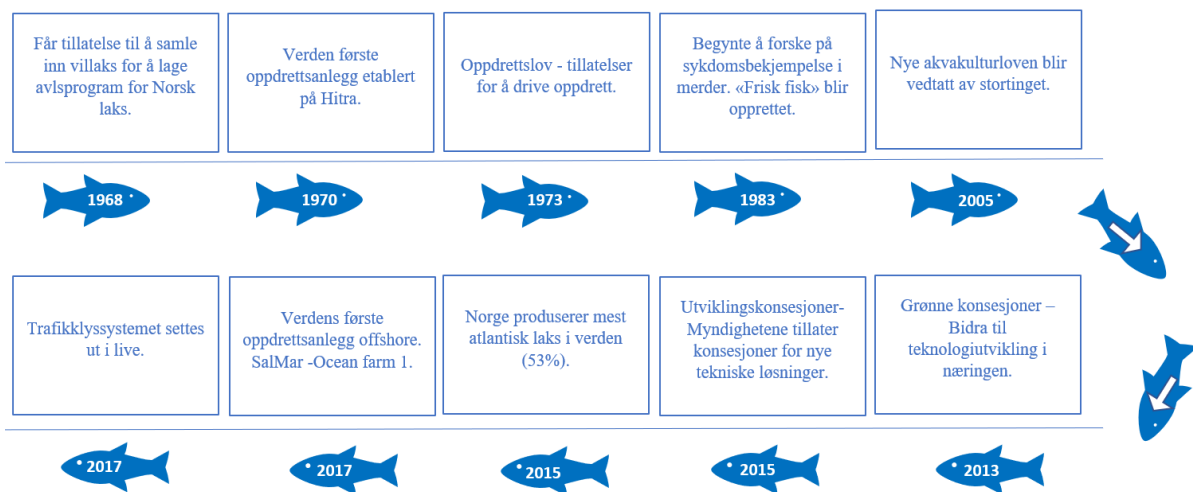 Får tillatelse til å samle
inn villaks for å lage
avlsprogram for Norsk
laks.
Verden første
oppdrettsanlegg etablert
på Hitra.
Oppdrettslov - tillatelser
for å drive oppdrett.
Begynte å forske på
sykdomsbekjempelse i
merder. «Frisk fisk» blir
opprettet.
Nye akvakulturloven blir
vedtatt av stortinget.
1968
1970
1973
1983
2005
Trafikklyssystemet settes
ut i live.
Verdens første
oppdrettsanlegg offshore.
SalMar -Ocean farm 1.
Norge produserer mest
atlantisk laks i verden
(53%).
Utviklingskonsesjoner-
Myndighetene tillater
konsesjoner for nye
tekniske løsninger.
Grønne konsesjoner –
Bidra til
teknologiutvikling i
næringen.
2017
2017
2015
2015
2013